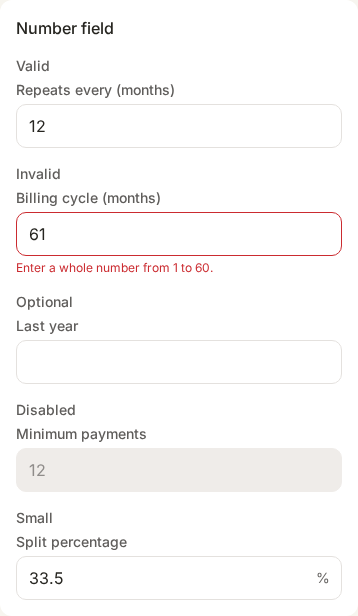 Number field
Valid
Repeats every (months)
12
Invalid
Billing cycle (months)
61
Enter a whole number from 1 to 60.
Optional
Last year
Disabled
Minimum payments
12
Small
Split percentage
33.5 %